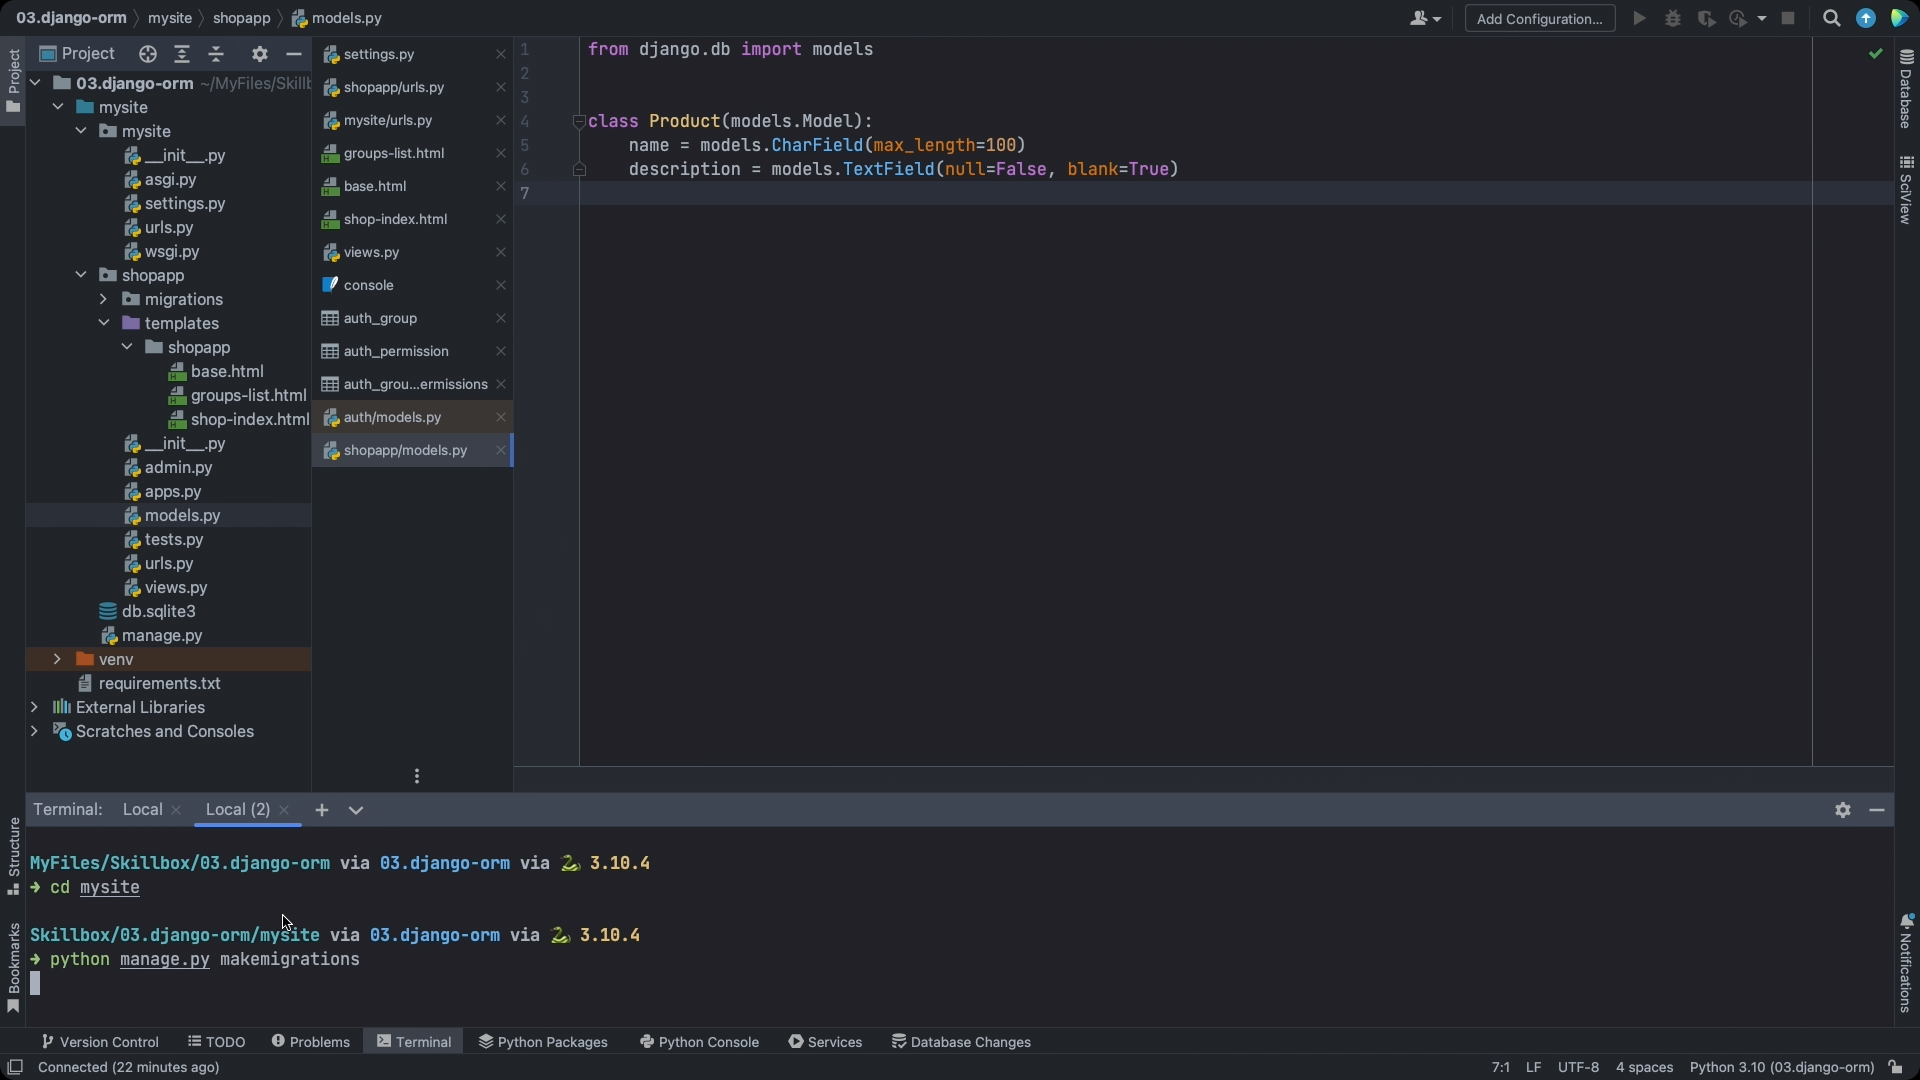 03.django-orm mysite shopapp models.py
Add Configuration...
Project
Project
03.django-orm ~/MyFiles/Skillb
mysite
mysite
__init__.py
asgi.py
settings.py
urls.py
wsgi.py
shopapp
migrations
templates
shopapp
base.html
groups-list.html
shop-index.html
__init__.py
admin.py
apps.py
models.py
tests.py
urls.py
views.py
db.sqlite3
manage.py
venv
requirements.txt
External Libraries
Scratches and Consoles
settings.py
shopapp/urls.py
mysite/urls.py
groups-list.html
base.html
shop-index.html
views.py
console
auth_group
auth_permission
auth_grou...ermissions
auth/models.py
shopapp/models.py
1 from django.db import models
2
3
4 class Product(models.Model):
5 name = models.CharField(max_length=100)
6 description = models.TextField(null=False, blank=True)
7
Database
SciView
Notifications
Structure
Bookmarks
Terminal: Local Local (2)
MyFiles/Skillbox/03.django-orm via 03.django-orm via 🐍 3.10.4
→ cd mysite
Skillbox/03.django-orm/mysite via 03.django-orm via 🐍 3.10.4
→ python manage.py makemigrations
Version Control TODO Problems Terminal Python Packages Python Console Services Database Changes
Connected (22 minutes ago) 7:1 LF UTF-8 4 spaces Python 3.10 (03.django-orm)